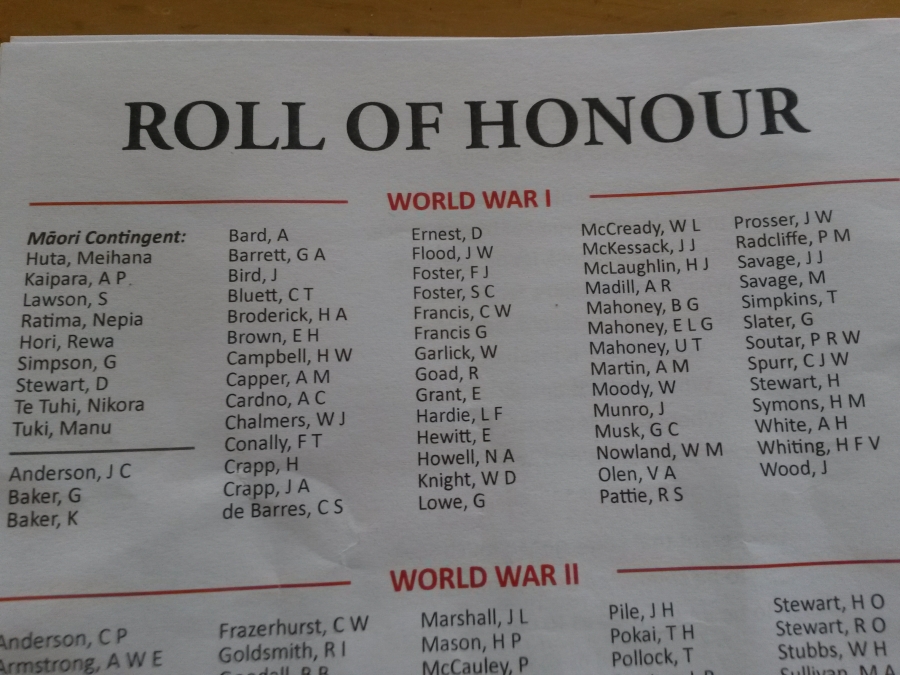 ROLL OF HONOUR
WORLD WAR I
Māori Contingent:
Huta, Meihana
Kaipara, A P.
Lawson, S
Ratima, Nepia
Hori, Rewa
Simpson, G
Stewart, D
Te Tuhi, Nikora
Tuki, Manu
Anderson, J C
Baker, G
Baker, K
Bard, A
Barrett, G A
Bird, J
Bluett, C T
Broderick, H A
Brown, E H
Campbell, H W
Capper, A M
Cardno, A C
Chalmers, W J
Conally, F T
Crapp, H
Crapp, J A
de Barres, C S
Ernest, D
Flood, J W
Foster, F J
Foster, S C
Francis, C W
Francis G
Garlick, W
Goad, R
Grant, E
Hardie, L F
Hewitt, E
Howell, N A
Knight, W D
Lowe, G
McCready, W L
McKessack, J J
McLaughlin, H J
Madill, A R
Mahoney, B G
Mahoney, E L G
Mahoney, U T
Martin, A M
Moody, W
Munro, J
Musk, G C
Nowland, W M
Olen, V A
Pattie, R S
Prosser, J W
Radcliffe, P M
Savage, J J
Savage, M
Simpkins, T
Slater, G
Soutar, P R W
Spurr, C J W
Stewart, H
Symons, H M
White, A H
Whiting, H F V
Wood, J
WORLD WAR II
Anderson, C P
Armstrong, A W E
Frazerhurst, C W
Goldsmith, R I
Marshall, J L
Mason, H P
McCauley, P
Pile, J H
Pokai, T H
Pollock, T
Stewart, H O
Stewart, R O
Stubbs, W H
Sullivan, M A